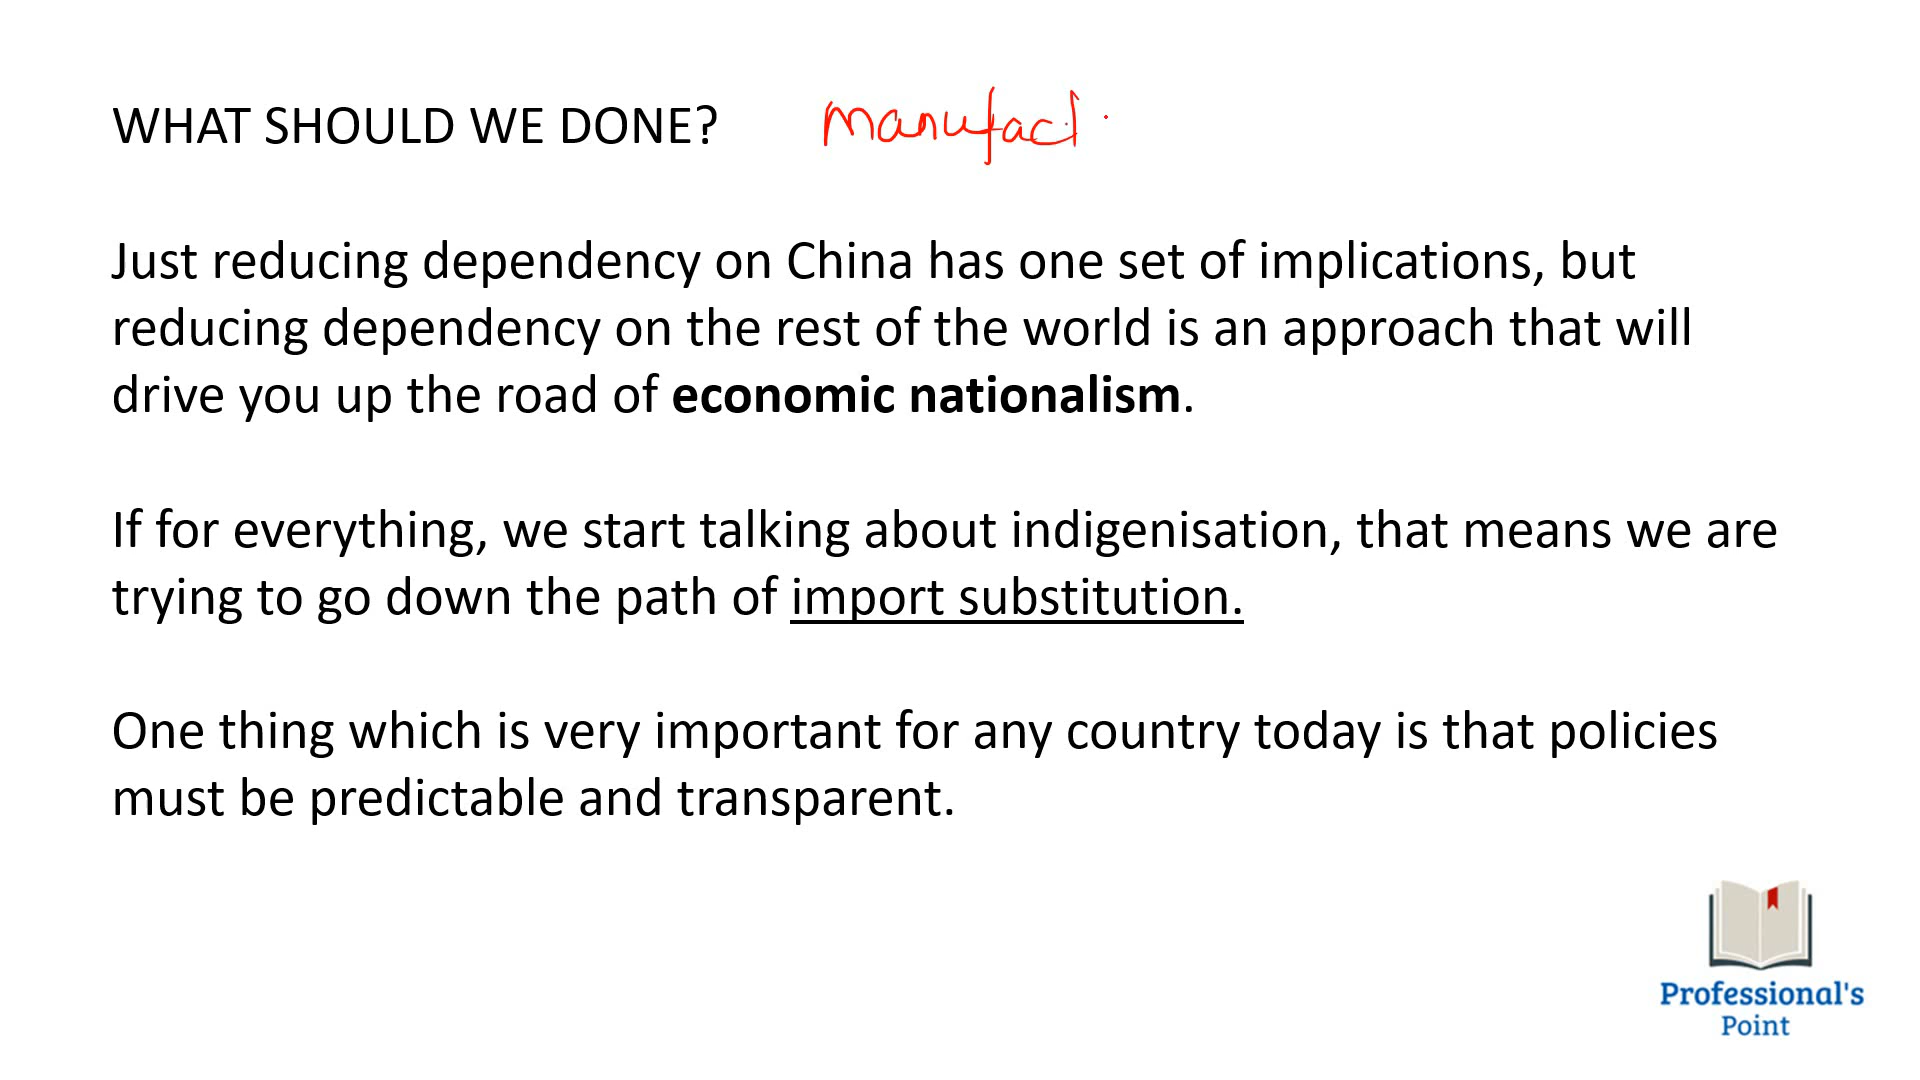 WHAT SHOULD WE DONE? manufact
Just reducing dependency on China has one set of implications, but
reducing dependency on the rest of the world is an approach that will
drive you up the road of economic nationalism.
If for everything, we start talking about indigenisation, that means we are
trying to go down the path of import substitution.
One thing which is very important for any country today is that policies
must be predictable and transparent.
Professional's
Point